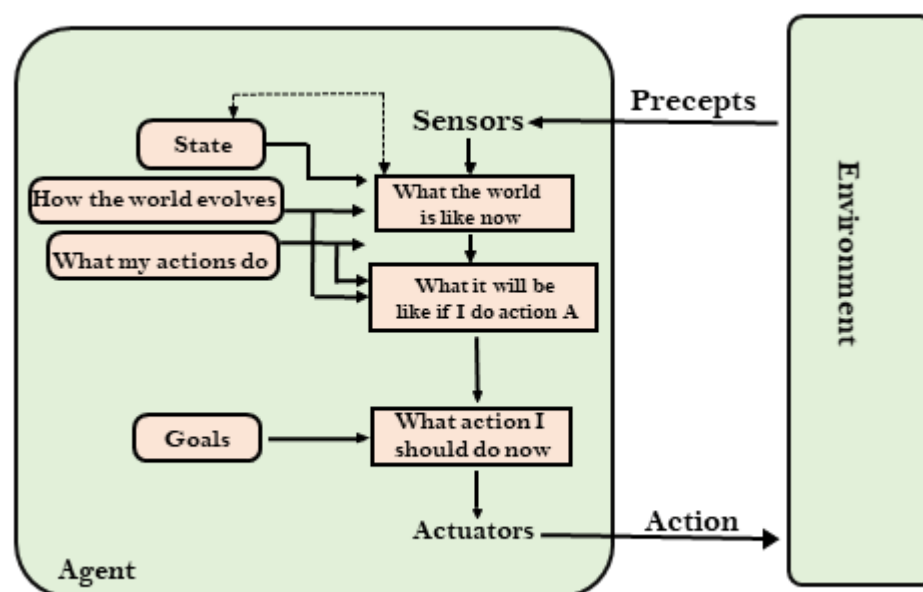 Precepts
Sensors
State
What the world
is like now
How the world evolves
What my actions do
What it will be
like if I do action A
Environment
Goals
What action I
should do now
Actuators
Action
Agent